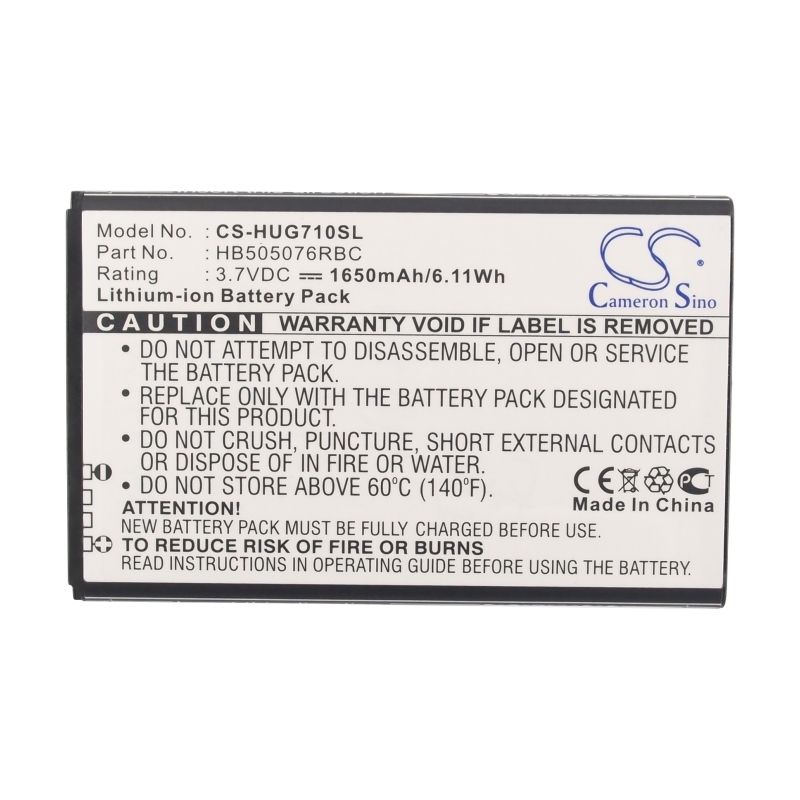 Model No. : CS-HUG710SL
Part No. : HB505076RBC
Rating : 3.7VDC 1650mAh/6.11Wh
Lithium-ion Battery Pack
CS
Cameron Sino
CAUTION WARRANTY VOID IF LABEL IS REMOVED
• DO NOT ATTEMPT TO DISASSEMBLE, OPEN OR SERVICE
THE BATTERY PACK.
• REPLACE ONLY WITH THE BATTERY PACK DESIGNATED
FOR THIS PRODUCT.
• DO NOT CRUSH, PUNCTURE, SHORT EXTERNAL CONTACTS
OR DISPOSED IN FIRE OR WATER.
• DO NOT STORE ABOVE 60°C (140°F).
CE PCT
Made In China
ATTENTION!
NEW BATTERY PACK MUST BE FULLY CHARGED BEFORE USE.
TO REDUCE RISK OF FIRE OR BURNS
READ INSTRUCTIONS IN OPERATING GUIDE BEFORE USING BATTERY.